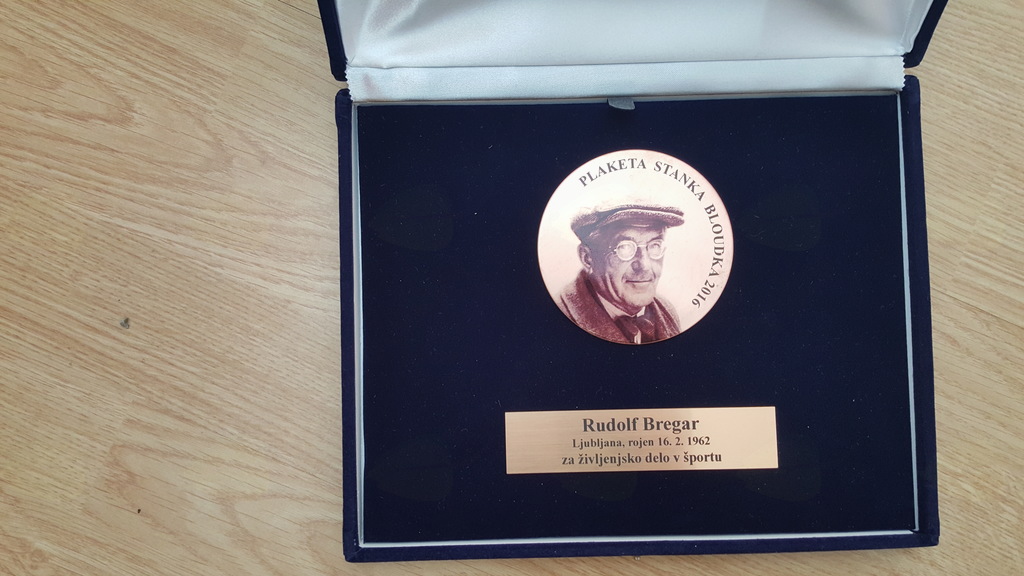 PLAKETA STANKA BLOUDKA 2016
Rudolf Bregar
Ljubljana, rojen 16. 2. 1962
za življenjsko delo v športu